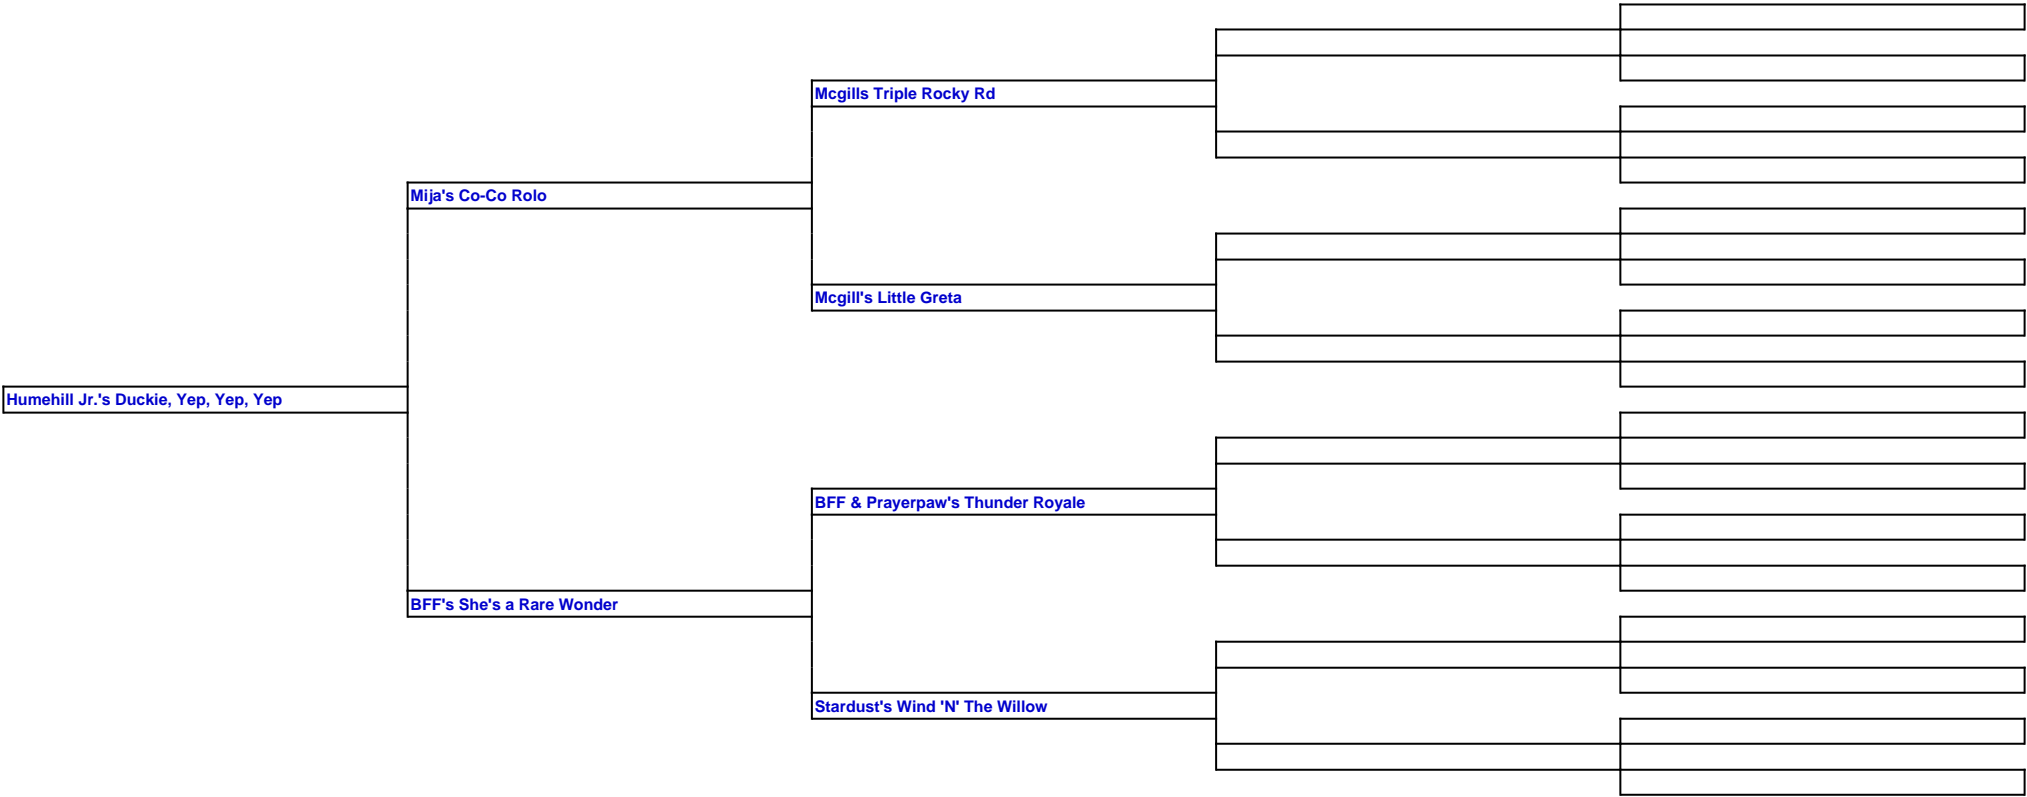 Mcgills Triple Rocky Rd
Mija's Co-Co Rolo
Mcgill's Little Greta
Humehill Jr.'s Duckie, Yep, Yep, Yep
BFF & Prayerpaw's Thunder Royale
BFF's She's a Rare Wonder
Stardust's Wind 'N' The Willow